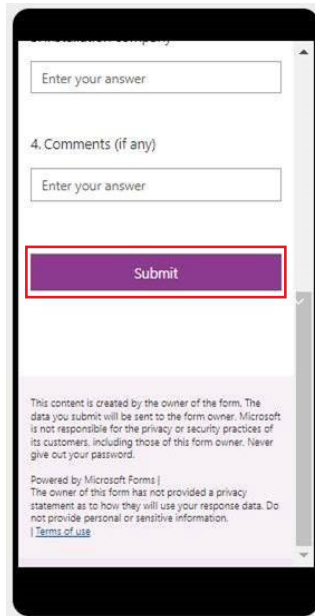 Enter your answer
4. Comments (if any)
Enter your answer
Submit
This content is created by the owner of the form. The
data you submit will be sent to the form owner. Microsoft
is not responsible for the privacy or security practices of
its customers, including those of this form owner. Never
give out your password.
Powered by Microsoft Forms |
The owner of this form has not provided a privacy
statement as to how they will use your response data. Do
not provide personal or sensitive information.
| Terms of use